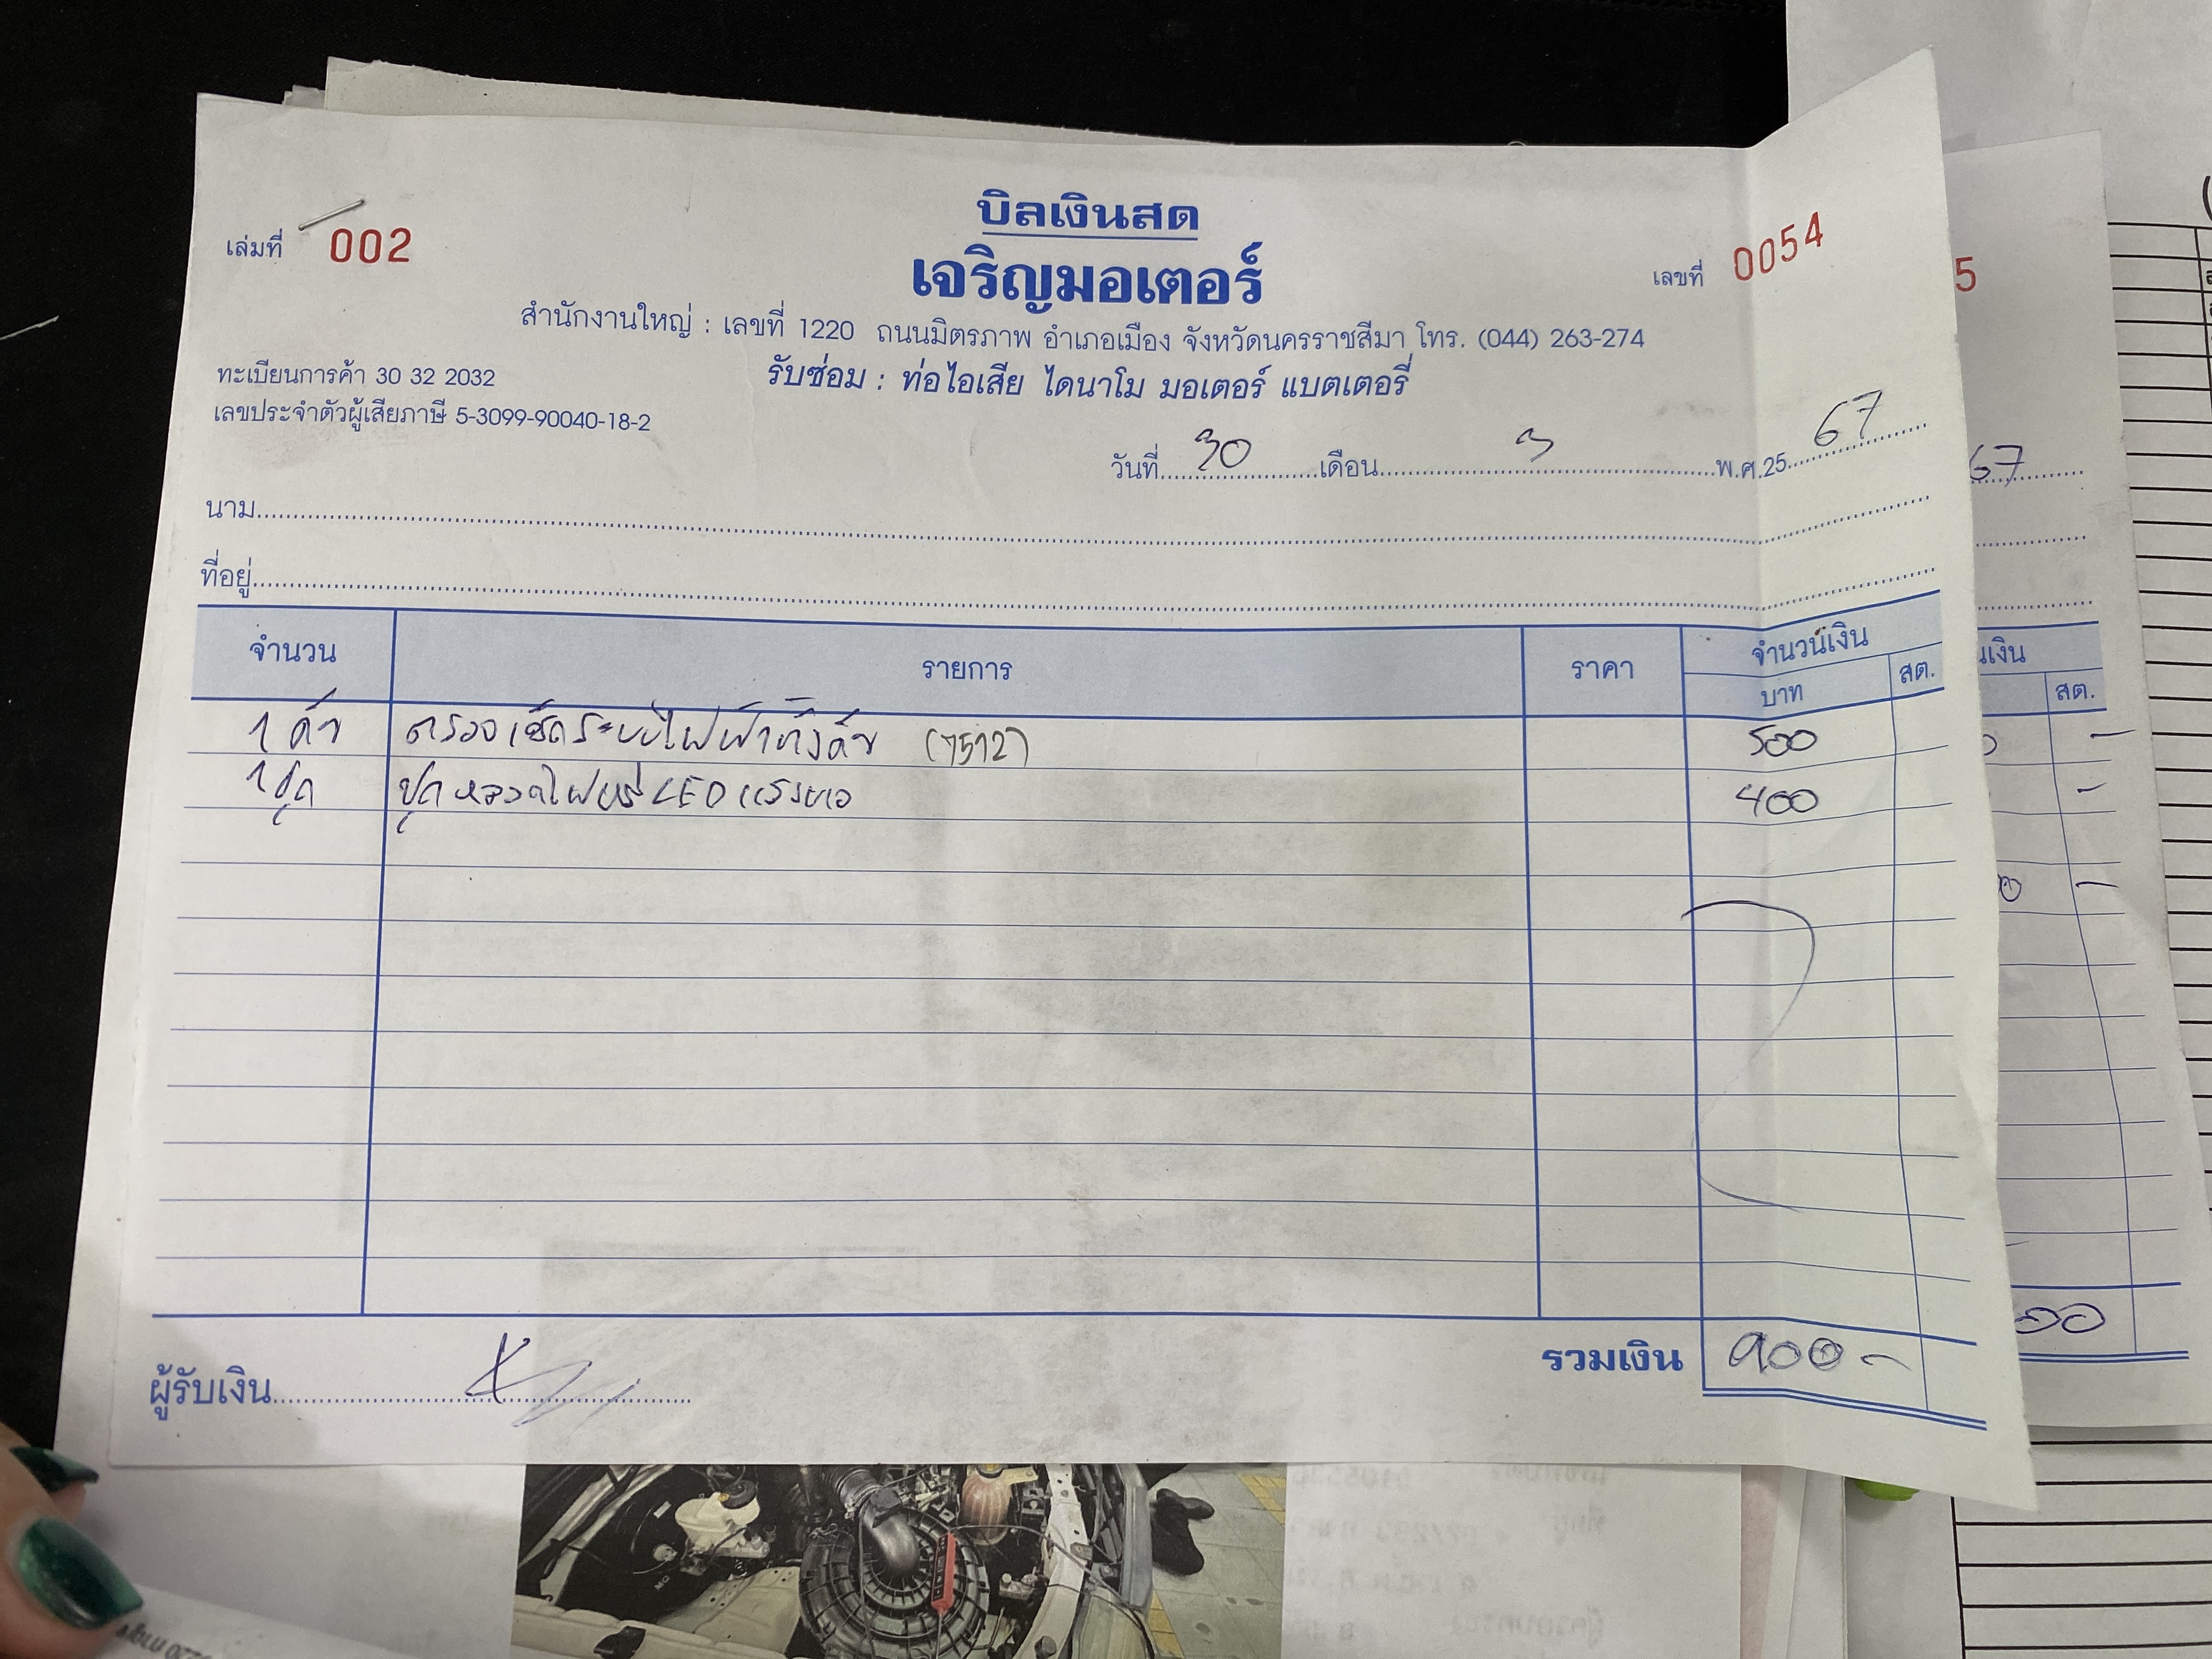 บิลเงินสด
เล่มที่ 002
เจริญมอเตอร์
เลขที่ 0054
สำนักงานใหญ่ : เลขที่ 1220 ถนนมิตรภาพ อำเภอเมือง จังหวัดนครราชสีมา โทร. (044) 263-274
ทะเบียนการค้า 30 32 2032
รับซ่อม : ท่อไอเสีย ไดนาโม มอเตอร์ แบตเตอรี่
เลขประจำตัวผู้เสียภาษี 5-3099-90040-18-2
วันที่ 30 เดือน 3 พ.ศ.25 67
นาม
ที่อยู่
จำนวน รายการ ราคา จำนวนเงิน
บาท สต.
1 คัน ตรวจเช็คระบบไฟฟ้าทั้งคัน (7512) 500
1 ชุด ชุดหลอดไฟหรี่ LED 400
รวมเงิน 900 -
ผู้รับเงิน
5
67
นเงิน
สต.